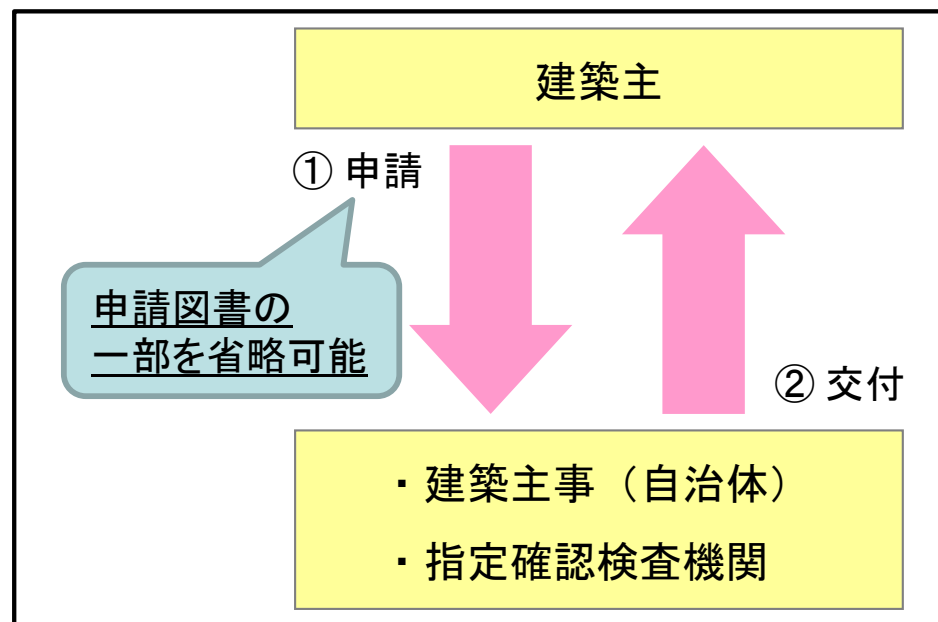 建築主
① 申請
申請図書の
一部を省略可能
② 交付
・建築主事（自治体）
・指定確認検査機関